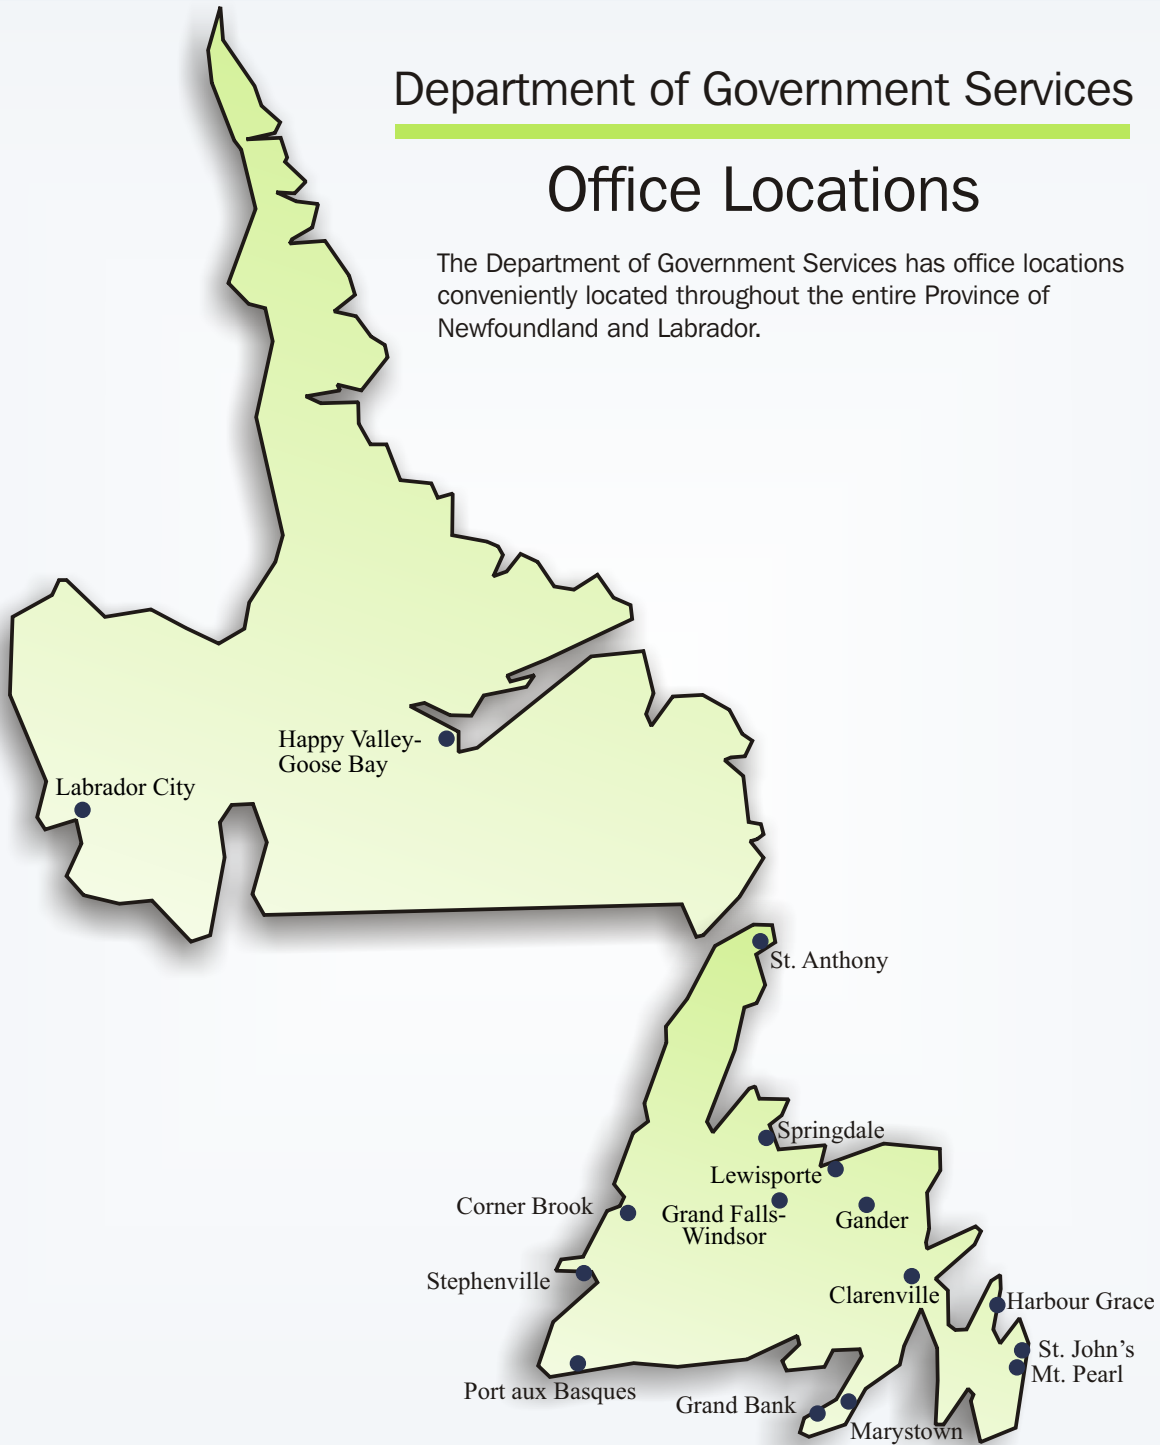 Department of Government Services
Office Locations
The Department of Government Services has office locations
conveniently located throughout the entire Province of
Newfoundland and Labrador.
Happy Valley-
Goose Bay
Labrador City
St. Anthony
Springdale
Lewisporte
Corner Brook
Grand Falls-
Windsor
Gander
Stephenville
Clarenville
Harbour Grace
St. John’s
Mt. Pearl
Port aux Basques
Grand Bank
Marystown